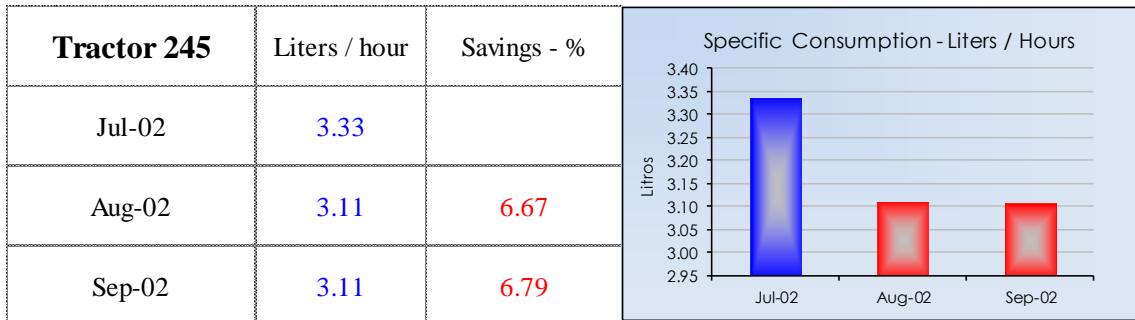 Tractor 245 Liters / hour Savings - %
Jul-02 3.33
Aug-02 3.11 6.67
Sep-02 3.11 6.79
Specific Consumption - Liters / Hours
3.40
3.35
3.30
3.25
3.20
3.15
3.10
3.05
3.00
2.95
Litros
Jul-02 Aug-02 Sep-02